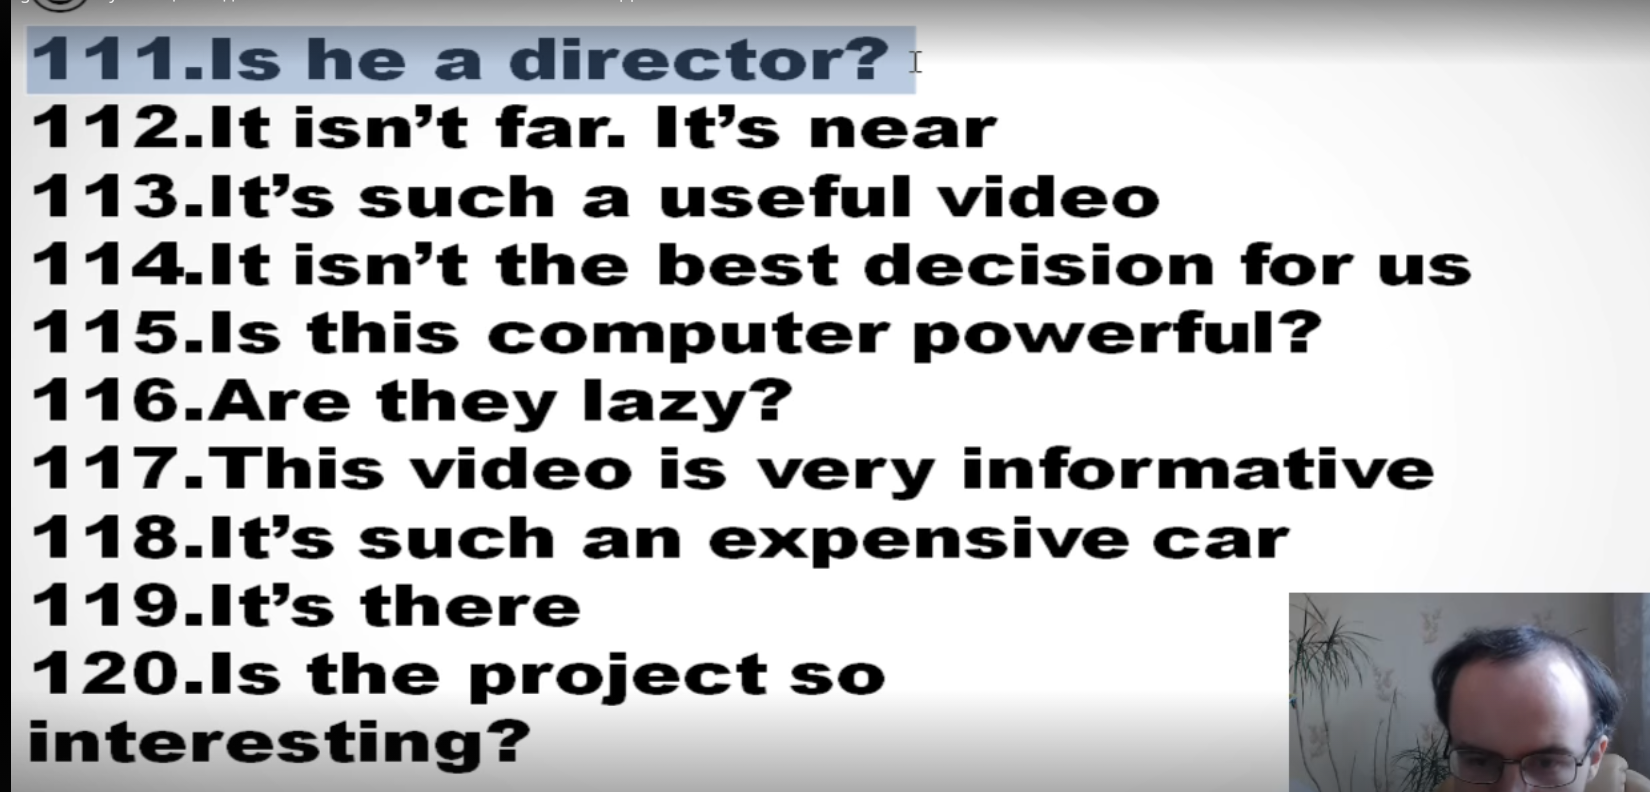 111.Is he a director?
112.It isn’t far. It’s near
113.It’s such a useful video
114.It isn’t the best decision for us
115.Is this computer powerful?
116.Are they lazy?
117.This video is very informative
118.It’s such an expensive car
119.It’s there
120.Is the project so
interesting?